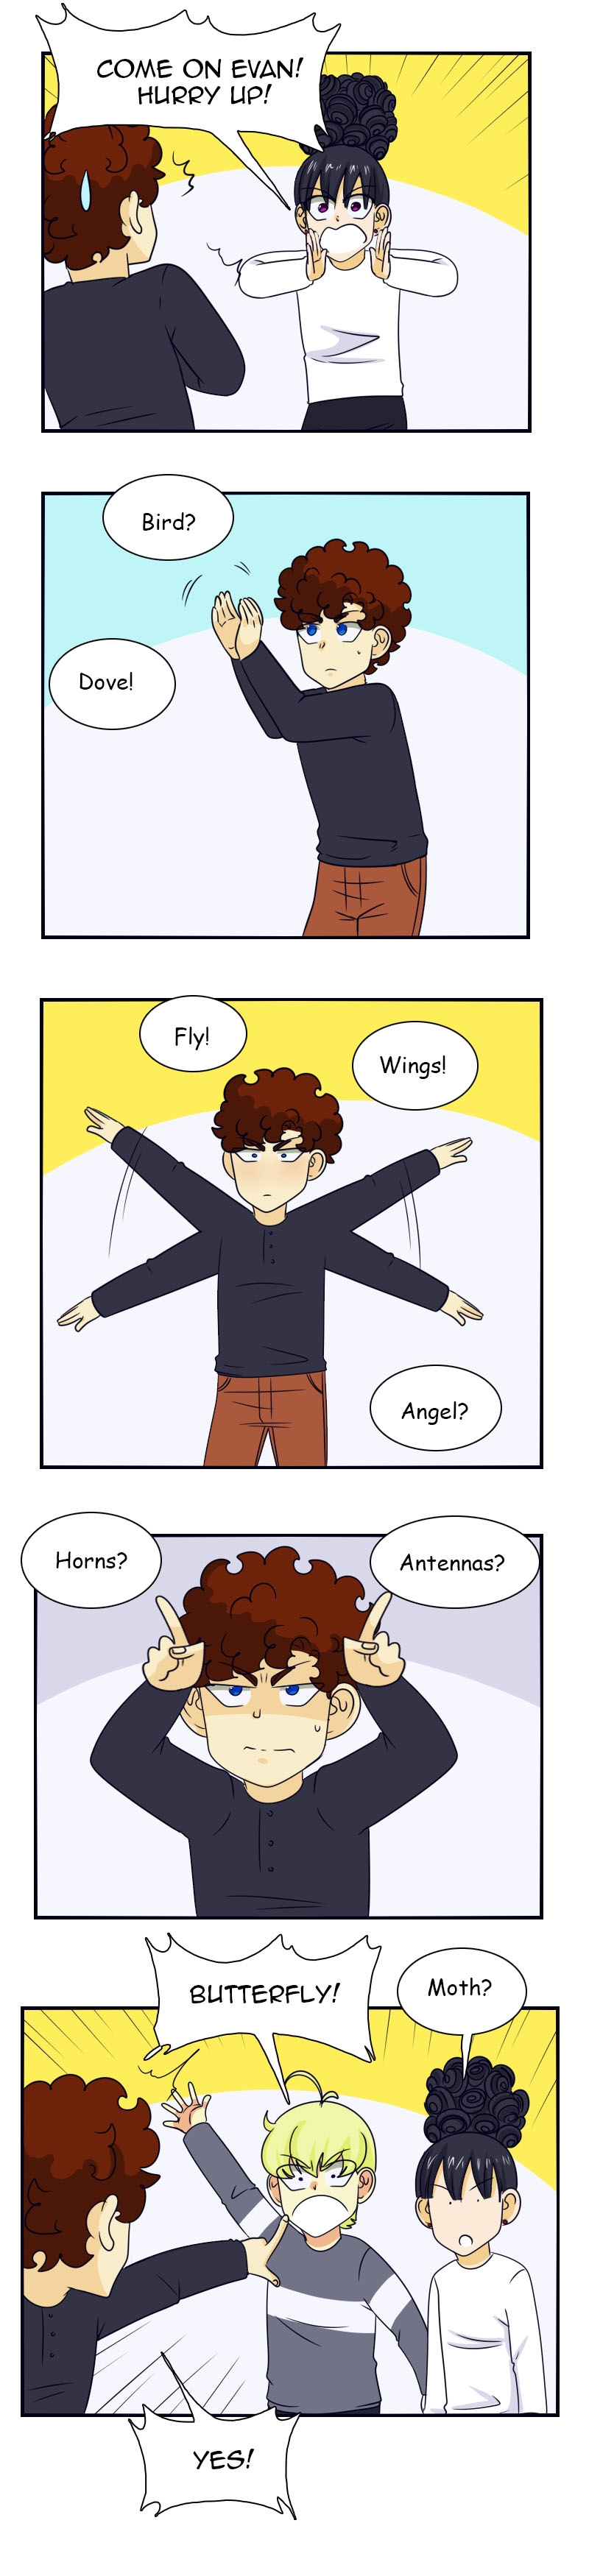 COME ON EVAN!
HURRY UP!
Bird?
Dove!
Fly!
Wings!
Angel?
Horns?
Antennas?
BUTTERFLY!
Moth?
YES!